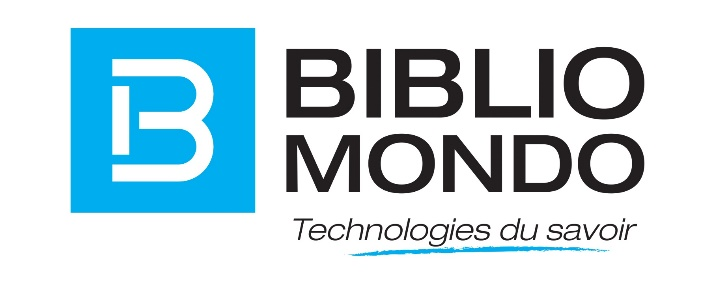 B
BIBLIO
MONDO
Technologies du savoir